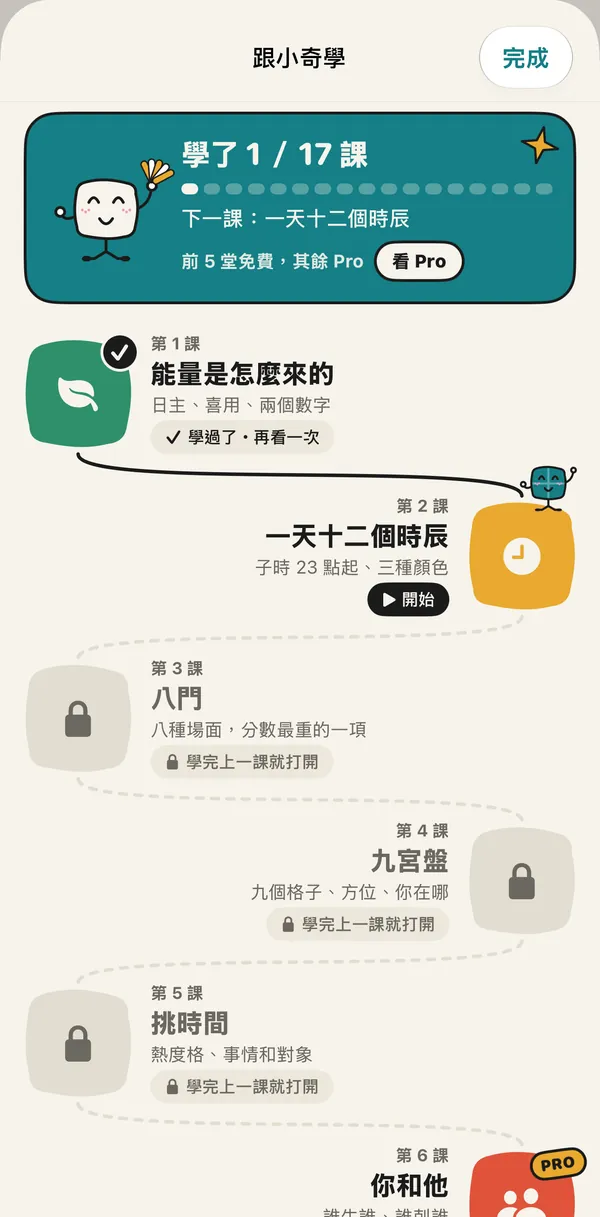 跟小奇學
完成
學了 1 / 17 課
下一課：一天十二個時辰
前 5 堂免費，其餘 Pro
看 Pro
第 1 課
能量是怎麼來的
日主、喜用、兩個數字
學過了・再看一次
第 2 課
一天十二個時辰
子時 23 點起、三種顏色
開始
第 3 課
八門
八種場面，分數最重的一項
學完上一課就打開
第 4 課
九宮盤
九個格子、方位、你在哪
學完上一課就打開
第 5 課
挑時間
熱度格、事情和對象
學完上一課就打開
第 6 課
PRO
你和他
誰生誰、誰剋誰